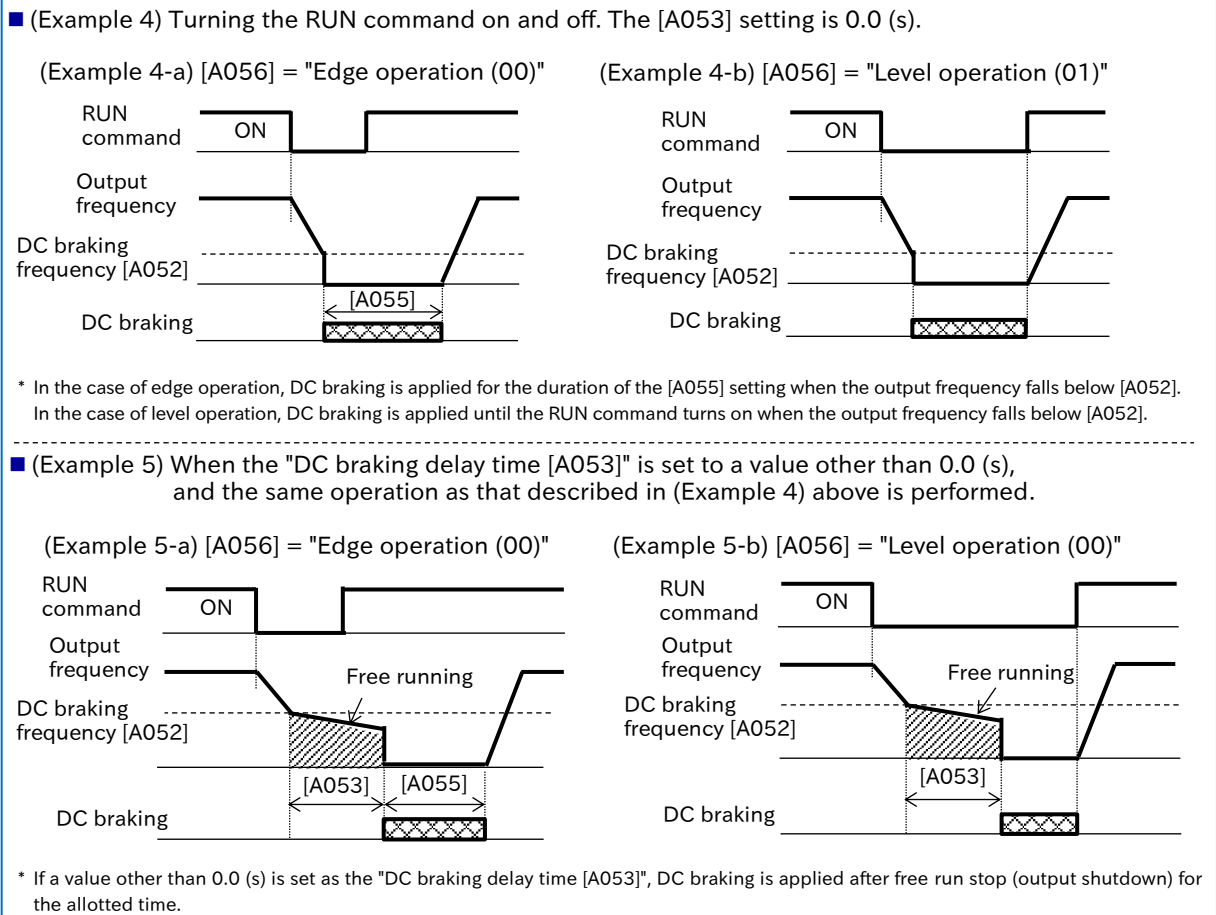 ■ (Example 4) Turning the RUN command on and off. The [A053] setting is 0.0 (s).
(Example 4-a) [A056] = "Edge operation (00)"
RUN
command
ON
Output
frequency
DC braking
frequency [A052]
[A055]
DC braking
(Example 4-b) [A056] = "Level operation (01)"
RUN
command
ON
Output
frequency
DC braking
frequency [A052]
DC braking
* In the case of edge operation, DC braking is applied for the duration of the [A055] setting when the output frequency falls below [A052].
In the case of level operation, DC braking is applied until the RUN command turns on when the output frequency falls below [A052].
■ (Example 5) When the "DC braking delay time [A053]" is set to a value other than 0.0 (s),
and the same operation as that described in (Example 4) above is performed.
(Example 5-a) [A056] = "Edge operation (00)"
RUN
command
ON
Output
frequency
Free running
DC braking
frequency [A052]
[A053]
[A055]
DC braking
(Example 5-b) [A056] = "Level operation (00)"
RUN
command
ON
Output
frequency
Free running
DC braking
frequency [A052]
[A053]
DC braking
* If a value other than 0.0 (s) is set as the "DC braking delay time [A053]", DC braking is applied after free run stop (output shutdown) for
the allotted time.